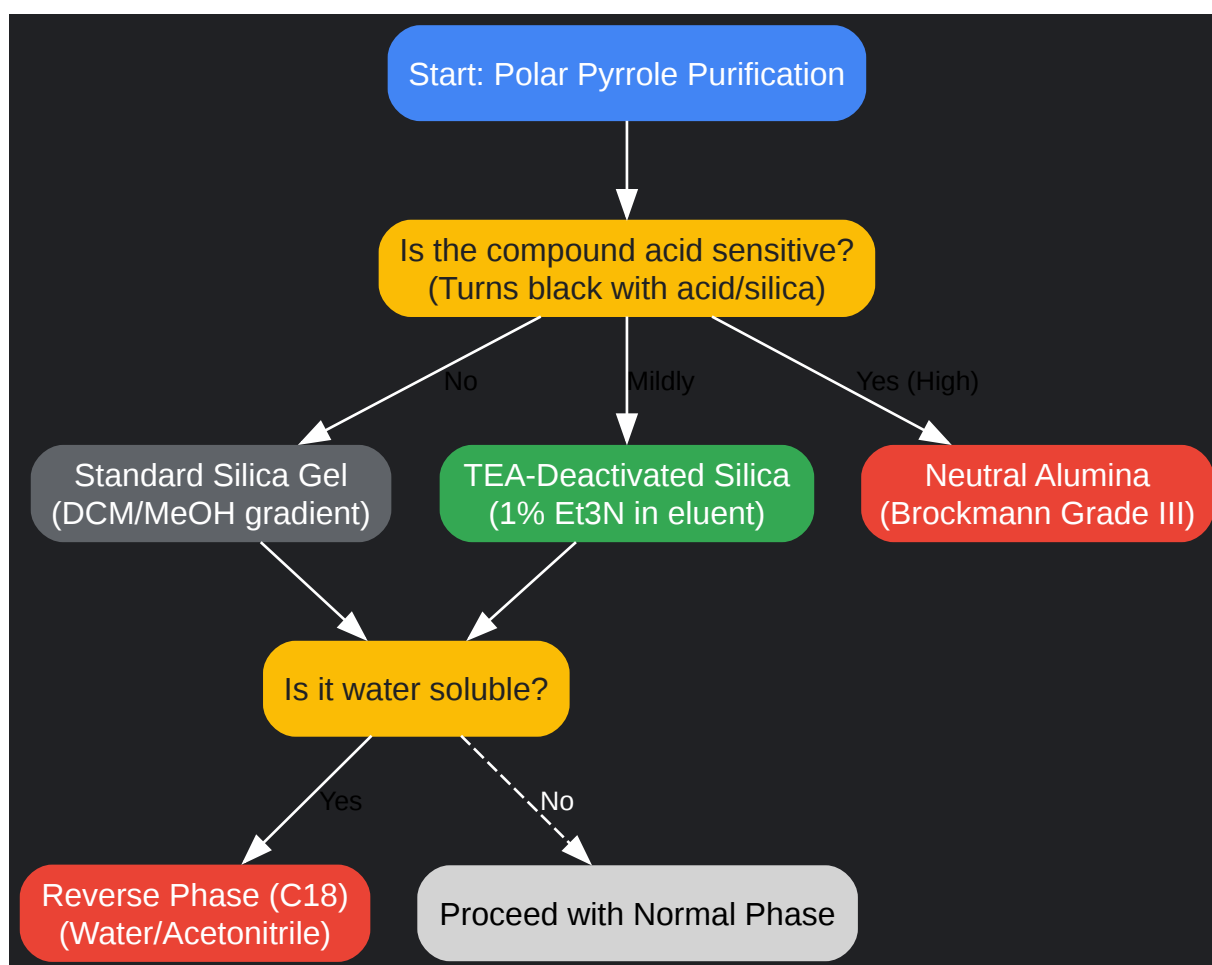 Start: Polar Pyrrole Purification
Is the compound acid sensitive?
(Turns black with acid/silica)
No
Mildly
Yes (High)
Standard Silica Gel
(DCM/MeOH gradient)
TEA-Deactivated Silica
(1% Et3N in eluent)
Neutral Alumina
(Brockmann Grade III)
Is it water soluble?
Yes
No
Reverse Phase (C18)
(Water/Acetonitrile)
Proceed with Normal Phase